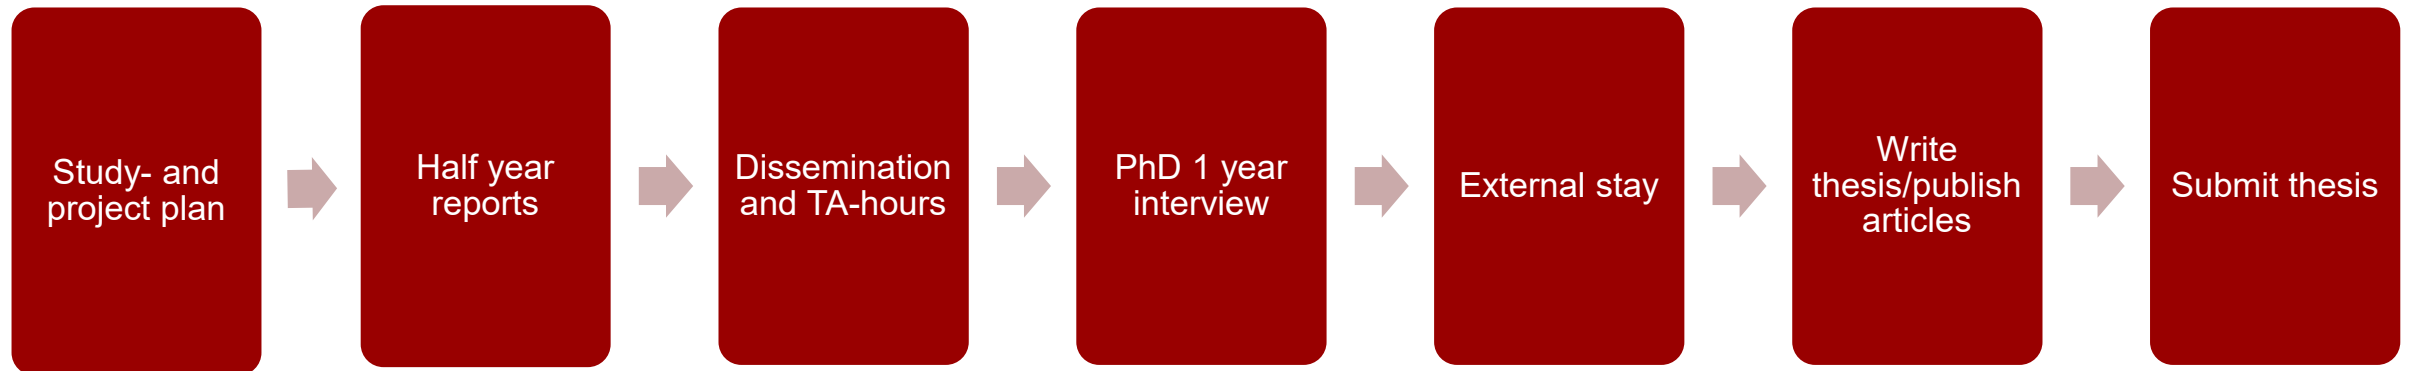 Study- and
project plan
Half year
reports
Dissemination
and TA-hours
PhD 1 year
interview
External stay
Write
thesis/publish
articles
Submit thesis